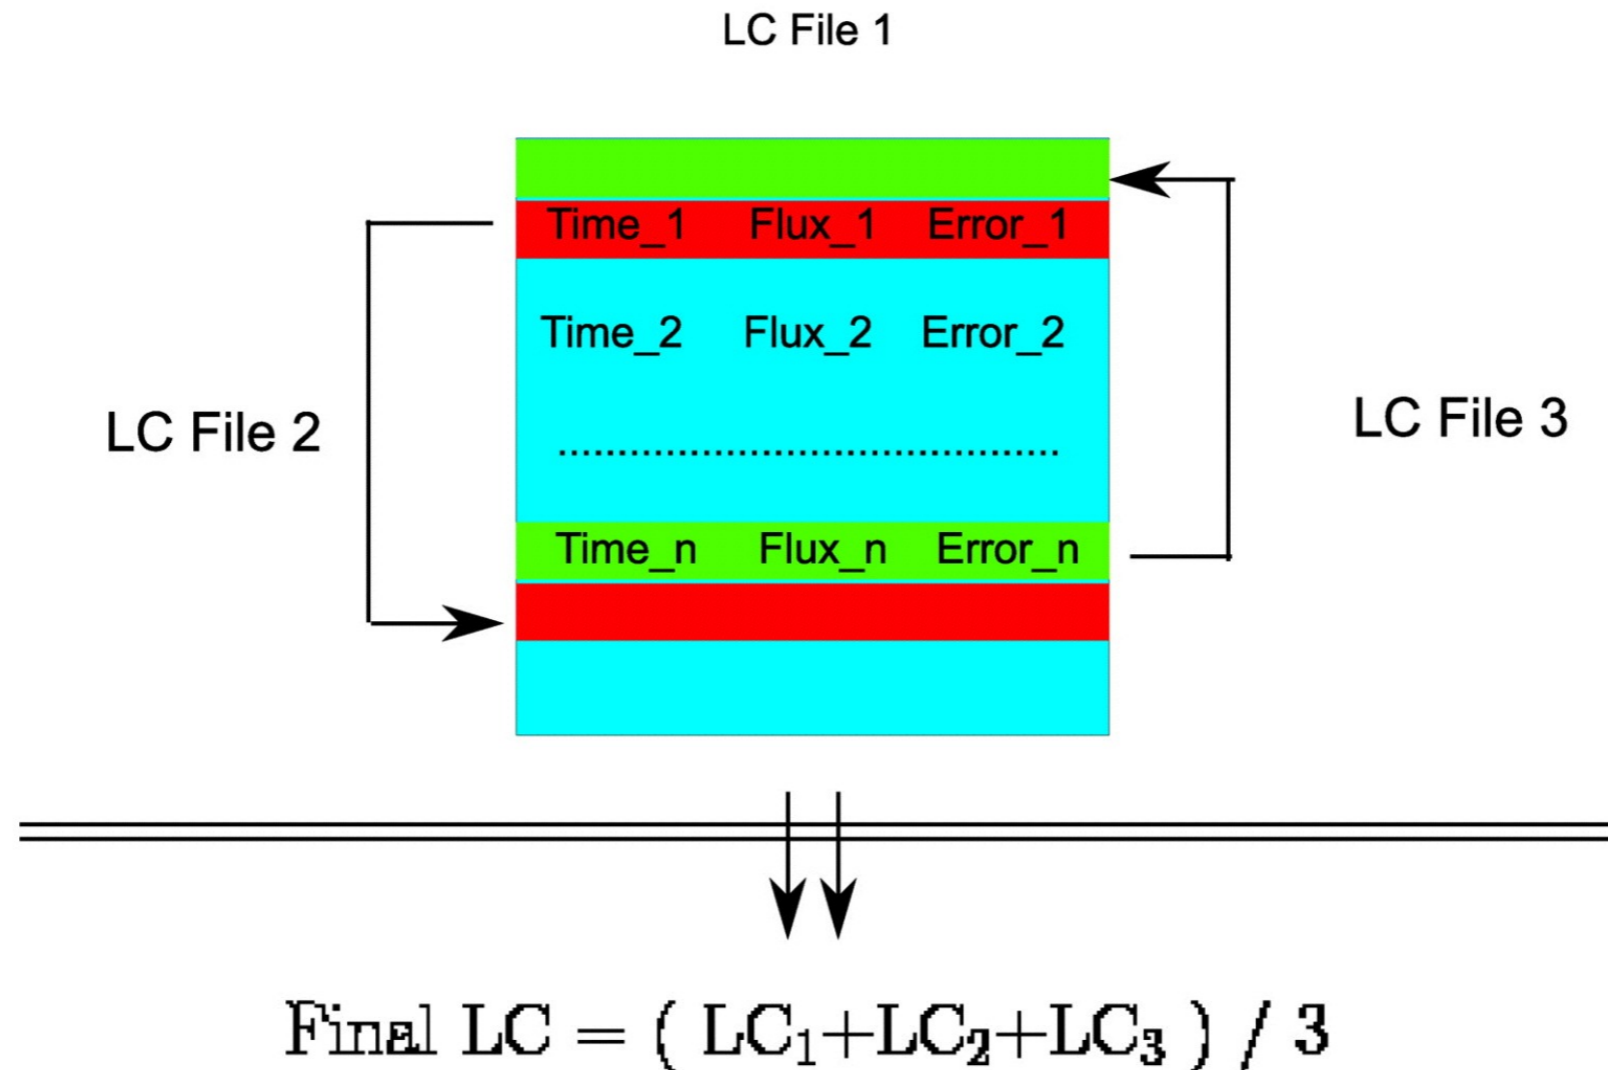 LC File 1
Time_1 Flux_1 Error_1
Time_2 Flux_2 Error_2
LC File 2
LC File 3
........................................
Time_n Flux_n Error_n
Final LC = ( LC₁+LC₂+LC₃ ) / 3